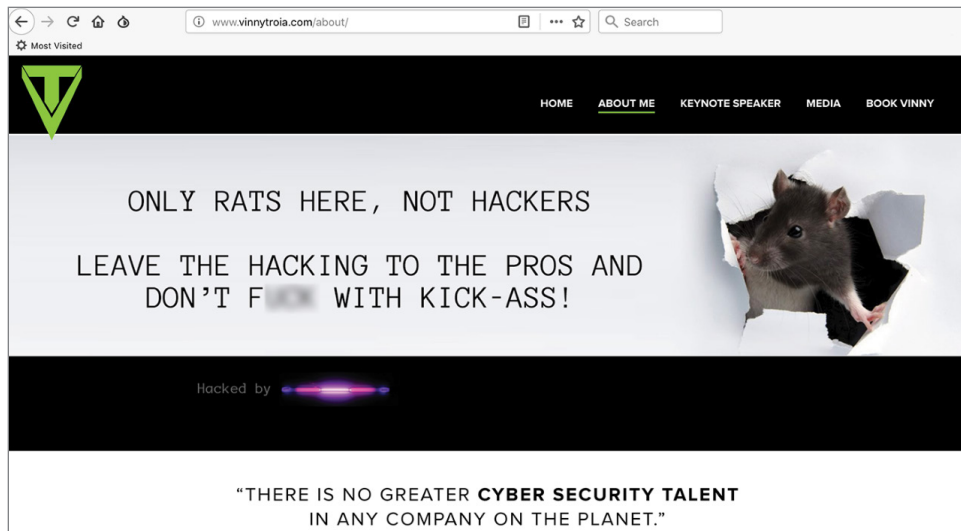 www.vinnytroia.com/about/
Search
Most Visited
HOME ABOUT ME KEYNOTE SPEAKER MEDIA BOOK VINNY
ONLY RATS HERE, NOT HACKERS
LEAVE THE HACKING TO THE PROS AND
DON'T F WITH KICK-ASS!
Hacked by
“THERE IS NO GREATER CYBER SECURITY TALENT
IN ANY COMPANY ON THE PLANET.”